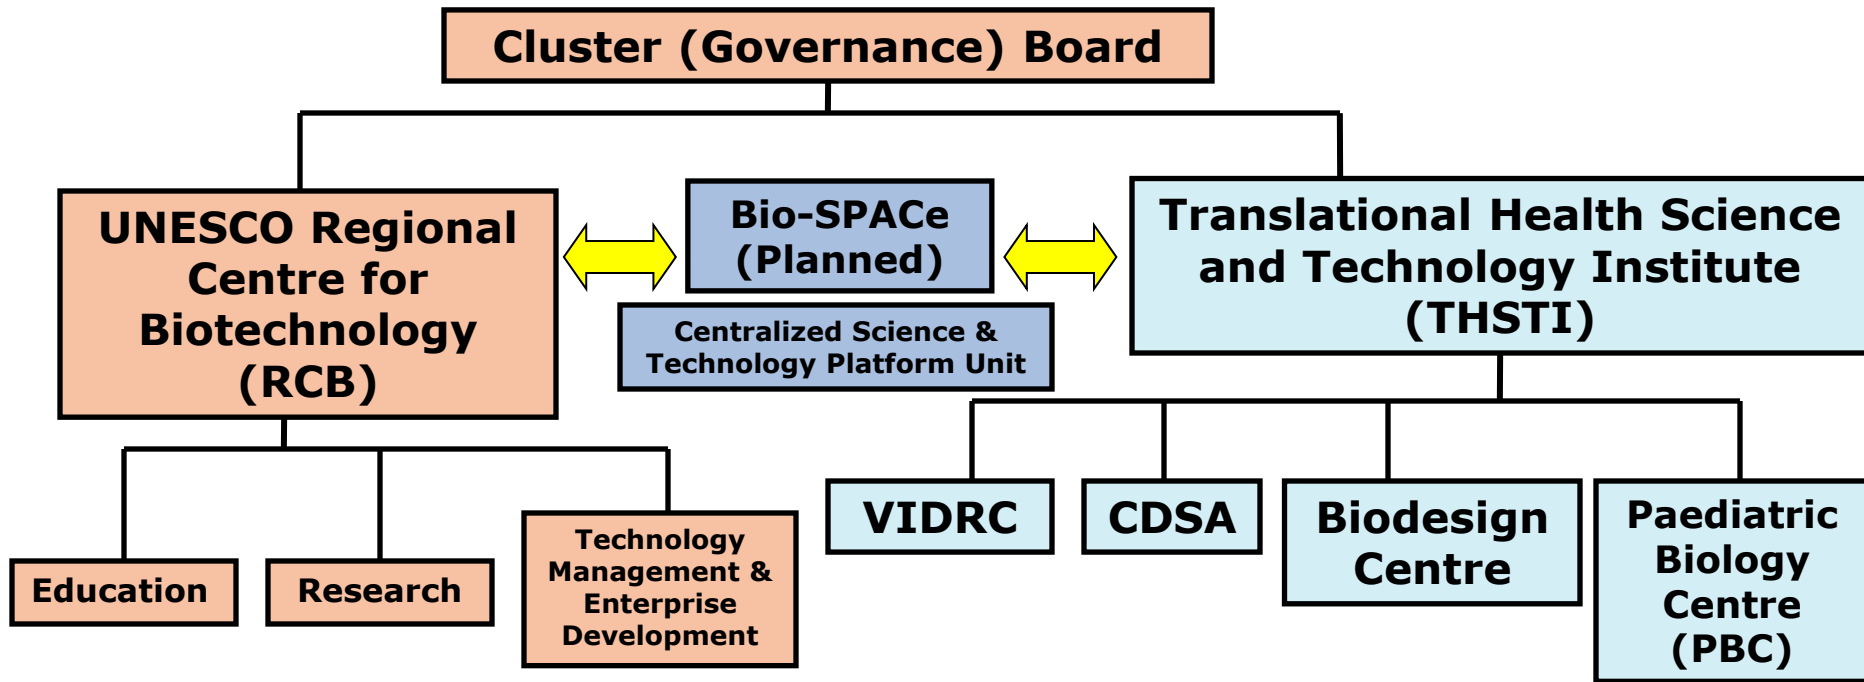 Cluster (Governance) Board
UNESCO Regional
Centre for
Biotechnology
(RCB)
Bio-SPACe
(Planned)
Centralized Science &
Technology Platform Unit
Translational Health Science
and Technology Institute
(THSTI)
Education
Research
Technology
Management &
Enterprise
Development
VIDRC
CDSA
Biodesign
Centre
Paediatric
Biology
Centre
(PBC)